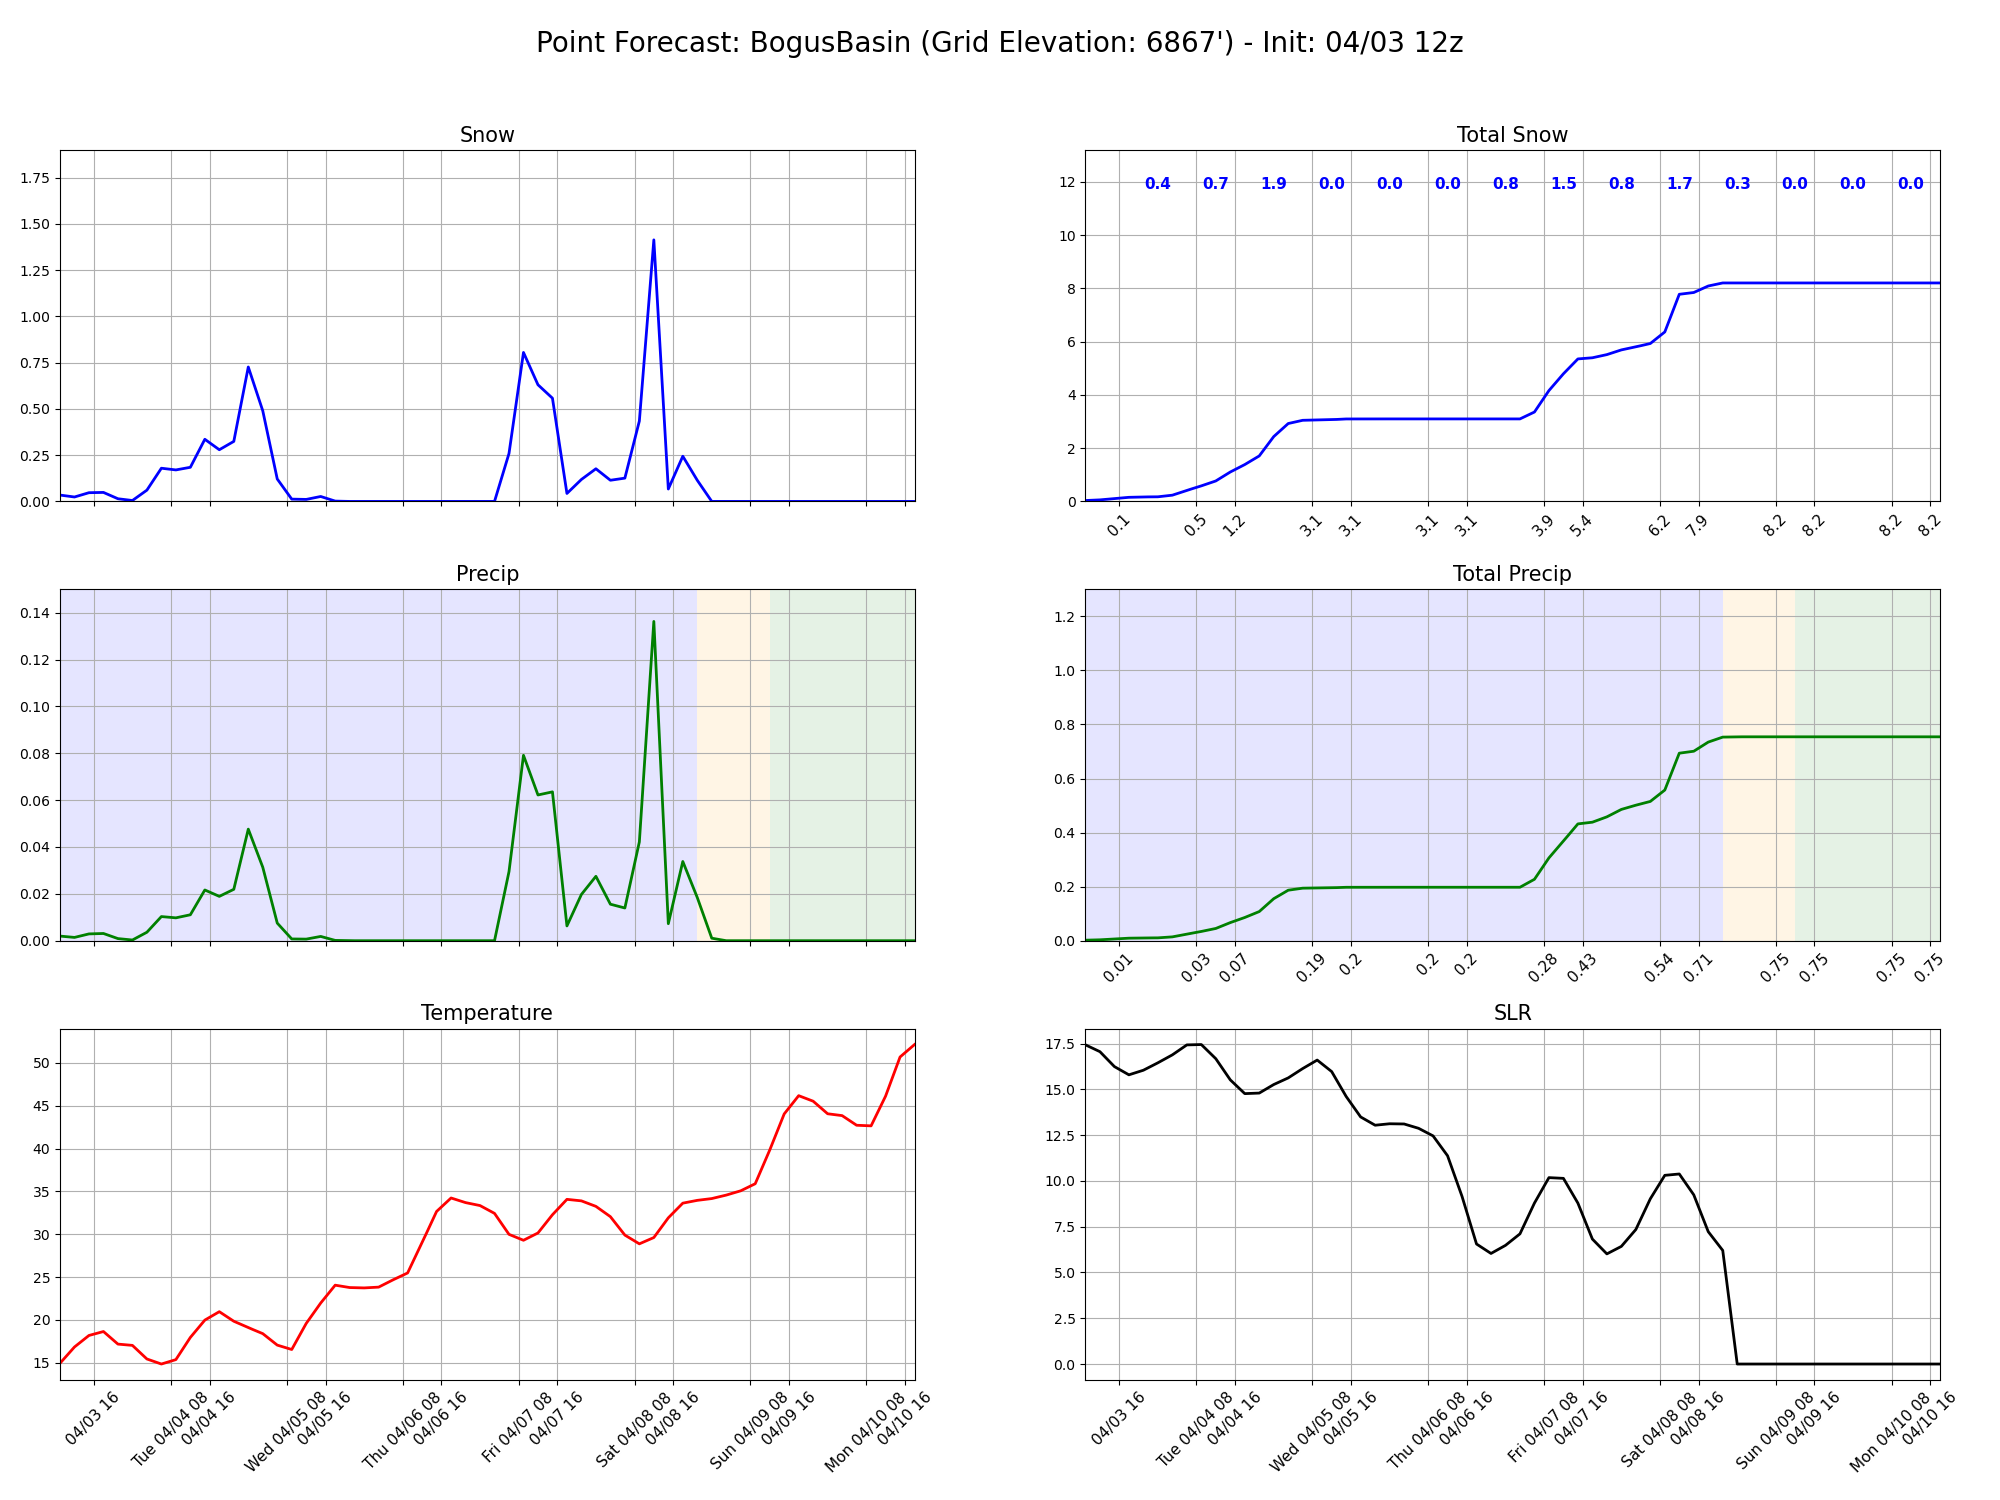 Point Forecast: BogusBasin (Grid Elevation: 6867') - Init: 04/03 12z
Snow
1.75
1.50
1.25
1.00
0.75
0.50
0.25
0.00
Total Snow
0.4 0.7 1.9 0.0 0.0 0.0 0.8 1.5 0.8 1.7 0.3 0.0 0.0 0.0
12
10
8
6
4
2
0
0.1 0.5 1.2 3.1 3.1 3.1 3.1 3.9 5.4 6.2 7.9 8.2 8.2 8.2 8.2
Precip
0.14
0.12
0.10
0.08
0.06
0.04
0.02
0.00
Total Precip
1.2
1.0
0.8
0.6
0.4
0.2
0.0
0.01 0.03 0.07 0.19 0.2 0.2 0.2 0.28 0.43 0.54 0.71 0.75 0.75 0.75 0.75
Temperature
50
45
40
35
30
25
20
15
04/03 16
Tue 04/04 08
04/04 16
Wed 04/05 08
04/05 16
Thu 04/06 08
04/06 16
Fri 04/07 08
04/07 16
Sat 04/08 08
04/08 16
Sun 04/09 08
04/09 16
Mon 04/10 08
04/10 16
SLR
17.5
15.0
12.5
10.0
7.5
5.0
2.5
0.0
04/03 16
Tue 04/04 08
04/04 16
Wed 04/05 08
04/05 16
Thu 04/06 08
04/06 16
Fri 04/07 08
04/07 16
Sat 04/08 08
04/08 16
Sun 04/09 08
04/09 16
Mon 04/10 08
04/10 16